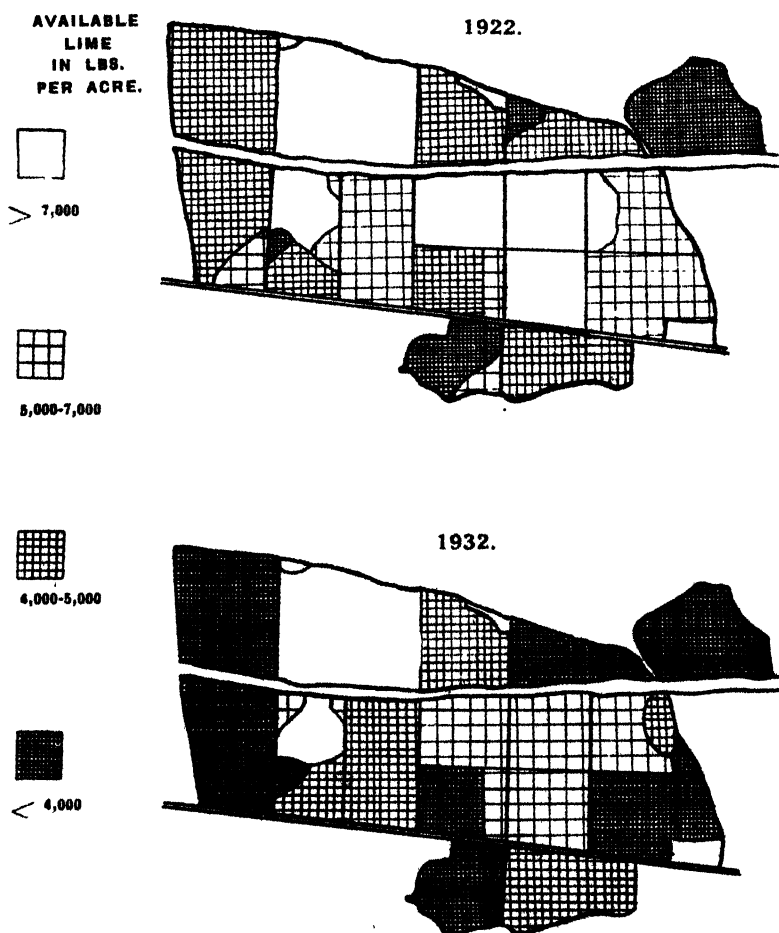 AVAILABLE
LIME
IN LBS.
PER ACRE.
> 7,000
5,000-7,000
4,000-5,000
< 4,000
1922.
1932.